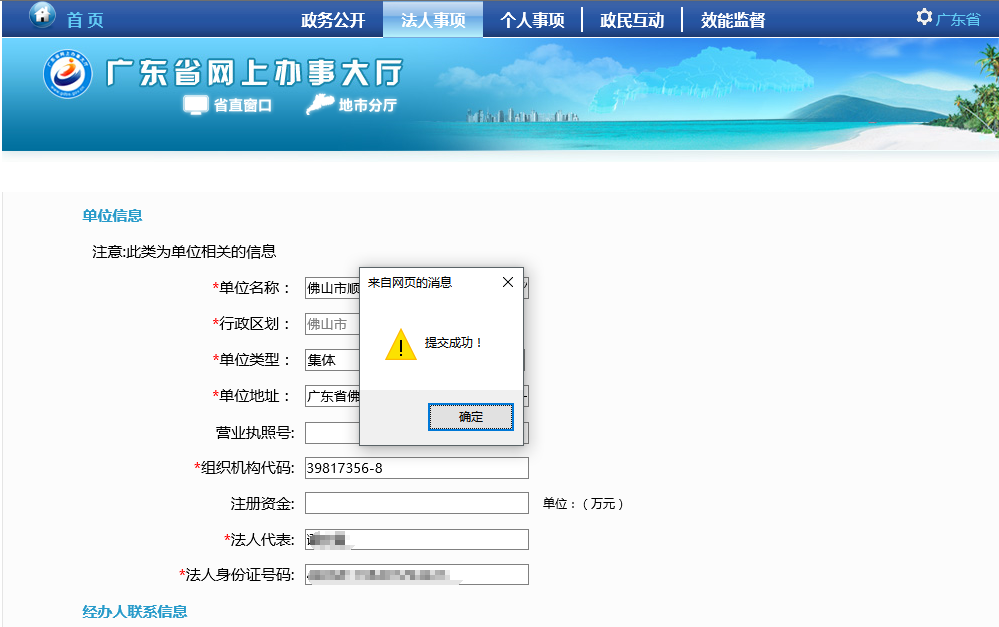 首页 政务公开 法人事项 个人事项 政民互动 效能监督 广东省
广东省网上办事大厅
省直窗口 地市分厅
单位信息
注意:此类为单位相关的信息
来自网页的消息
*单位名称： 佛山市顺
*行政区划： 佛山市
提交成功！
*单位类型： 集体
*单位地址： 广东省佛
确定
营业执照号:
*组织机构代码: 39817356-8
注册资金: 单位：（万元）
*法人代表:
*法人身份证号码:
经办人联系信息